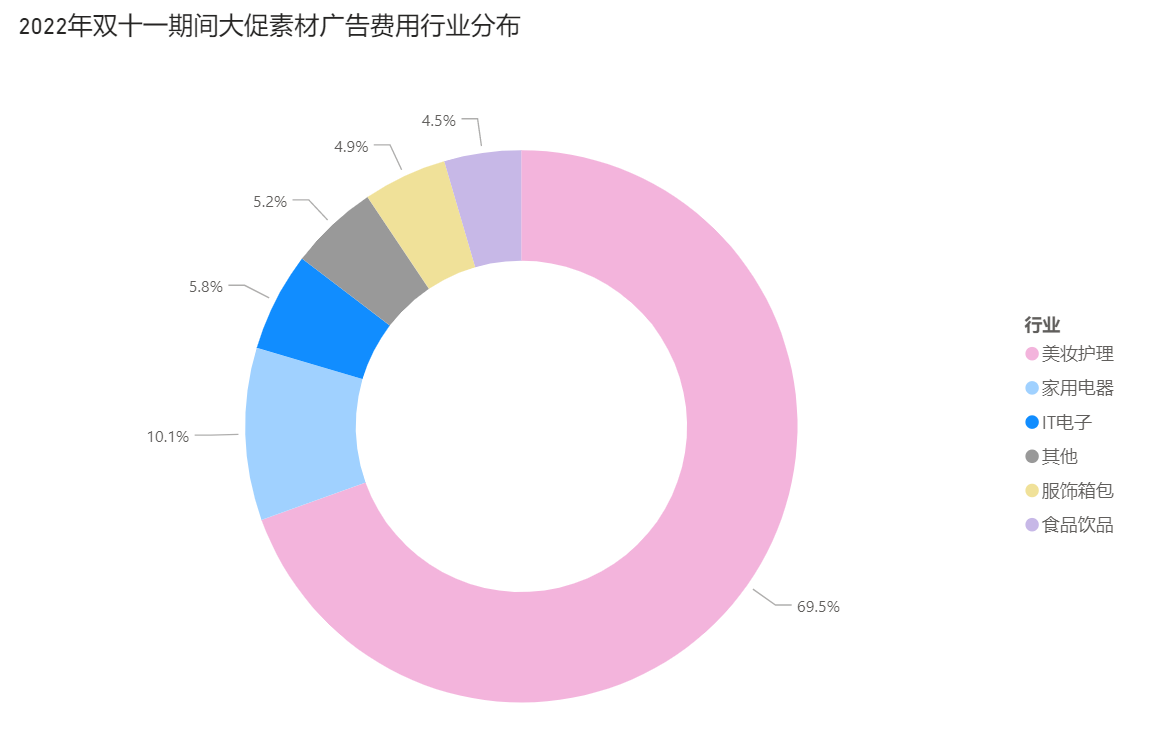 2022年双十一期间大促素材广告费用行业分布
4.5%
4.9%
5.2%
5.8%
10.1%
69.5%
行业
美妆护理
家用电器
IT电子
其他
服饰箱包
食品饮品